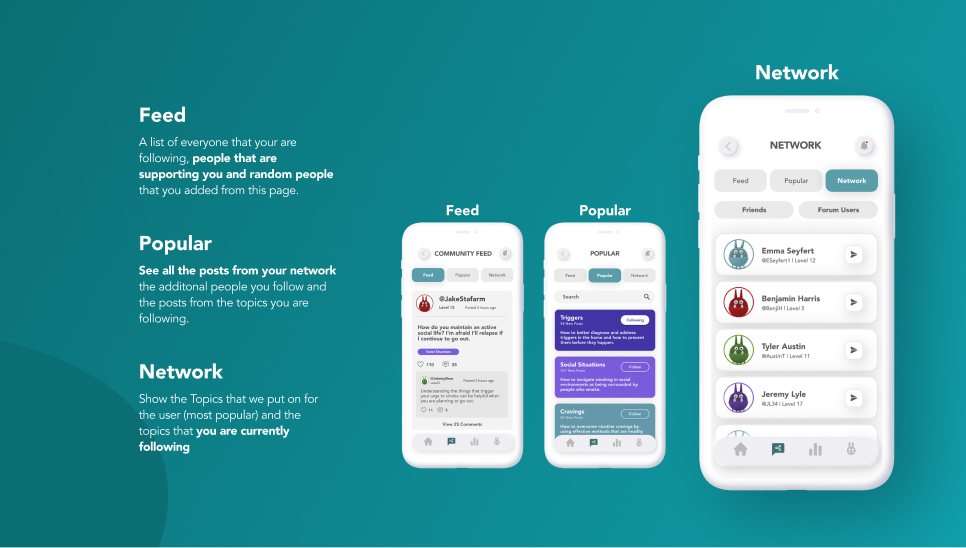 Feed
A list of everyone that your are
following, people that are
supporting you and random people
that you added from this page.
Popular
See all the posts from your network
the additonal people you follow and
the posts from the topics you are
following.
Network
Show the Topics that we put on for
the user (most popular) and the
topics that you are currently
following
Feed
COMMUNITY FEED
Feed Popular Network
@JakeStafarm
Level 12 Posted 5 hours ago
How do you maintain an active
social life? I'm afraid I'll relapse if
I continue to go out.
Social Situations
110 25
Posted 3 hours ago
Understanding the things that trigger
your urgs to smoke can be helpful when
you are planning to go out.
11 5
View 25 Comments
Popular
POPULAR
Feed Popular Network
Search
Triggers
Following
New Posts
How to better diagnose and address
triggers in the home and how to prevent
them before they happen.
Social Situations
Follow
New Posts
How to navigate smoking in social
environments as being surrounded by
people who smoke.
Cravings
Follow
New Posts
How to overcome nicotine cravings by
using effective methods that are healthy
Network
NETWORK
Feed Popular Network
Friends Forum Users
Emma Seyfert
@ESeyfert1 | Level 12
Benjamin Harris
@BenjiH | Level 5
Tyler Austin
@AustinT | Level 11
Jeremy Lyle
@JL34 | Level 17